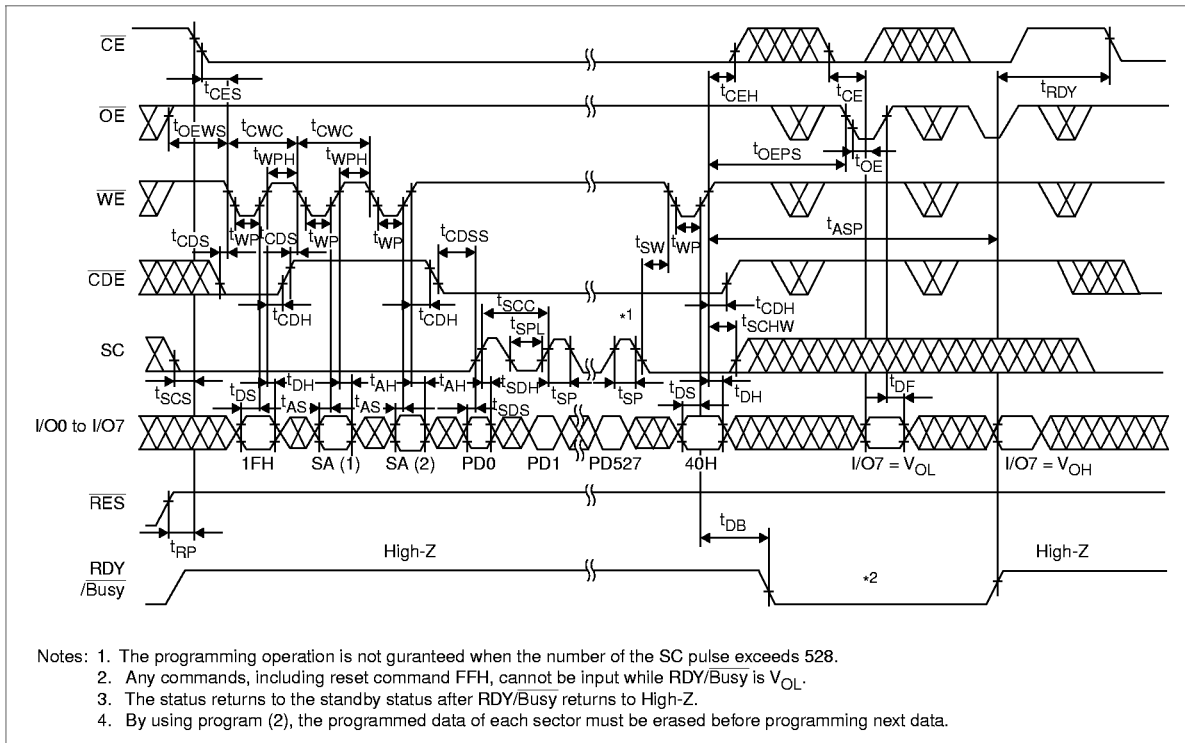 CE
tCES
tCEH
tCE
tRDY
OE
tOEWS
tCWC
tCWC
tWPH
tWPH
tOEPS
tOE
WE
tCDS
tWP
tCDS
tWP
tWP
tCDSS
tSW
tWP
tASP
CDE
tCDH
tCDH
tSCC
tSPL
*1
tCDH
tSCHW
SC
tSCS
tDS
tDH
tAS
tAH
tAS
tAH
tSDH
tSDS
tSP
tSP
tDS
tDH
tDF
I/O0 to I/O7
1FH
SA (1)
SA (2)
PD0
PD1
PD527
40H
I/O7 = VOL
I/O7 = VOH
RES
tRP
tDB
High-Z
High-Z
RDY
/Busy
*2
Notes: 1. The programming operation is not guranteed when the number of the SC pulse exceeds 528.
2. Any commands, including reset command FFH, cannot be input while RDY/Busy is VOL.
3. The status returns to the standby status after RDY/Busy returns to High-Z.
4. By using program (2), the programmed data of each sector must be erased before programming next data.